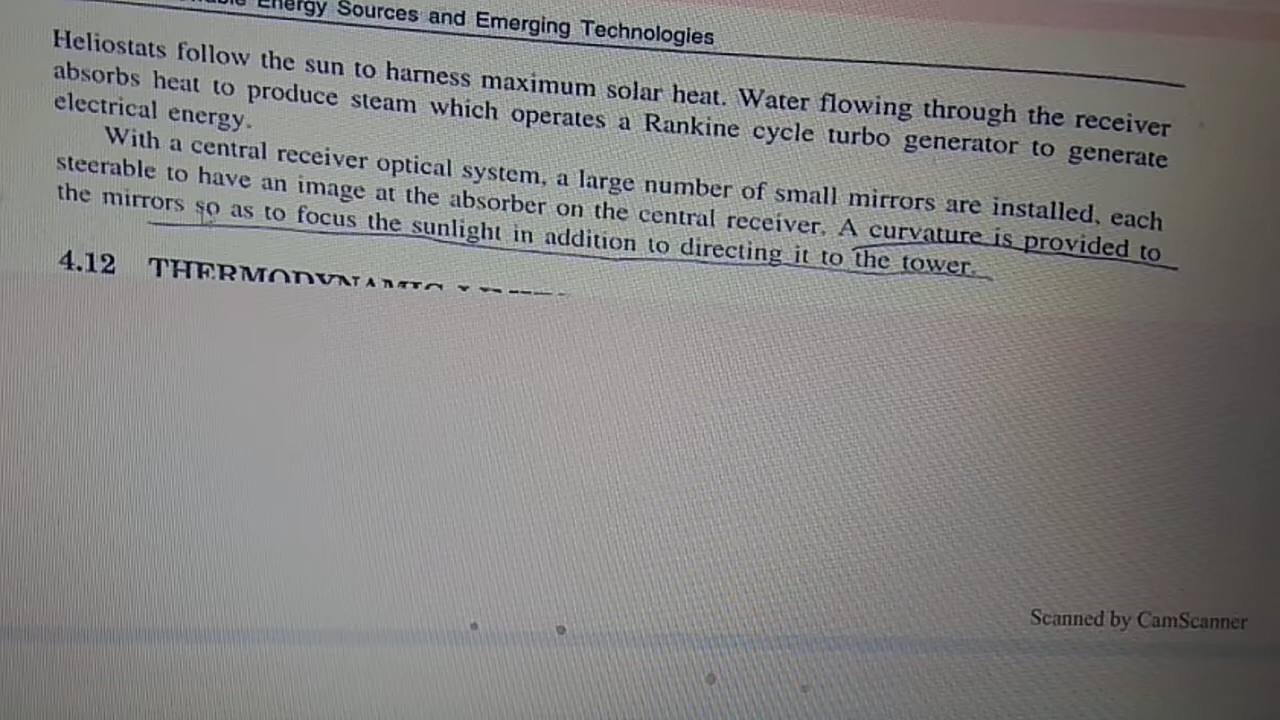 Energy Sources and Emerging Technologies
Heliostats follow the sun to harness maximum solar heat. Water flowing through the receiver
absorbs heat to produce steam which operates a Rankine cycle turbo generator to generate
electrical energy.
With a central receiver optical system, a large number of small mirrors are installed, each
steerable to have an image at the absorber on the central receiver. A curvature is provided to
the mirrors so as to focus the sunlight in addition to directing it to the tower.
4.12 THERMODYNAMIC
Scanned by CamScanner